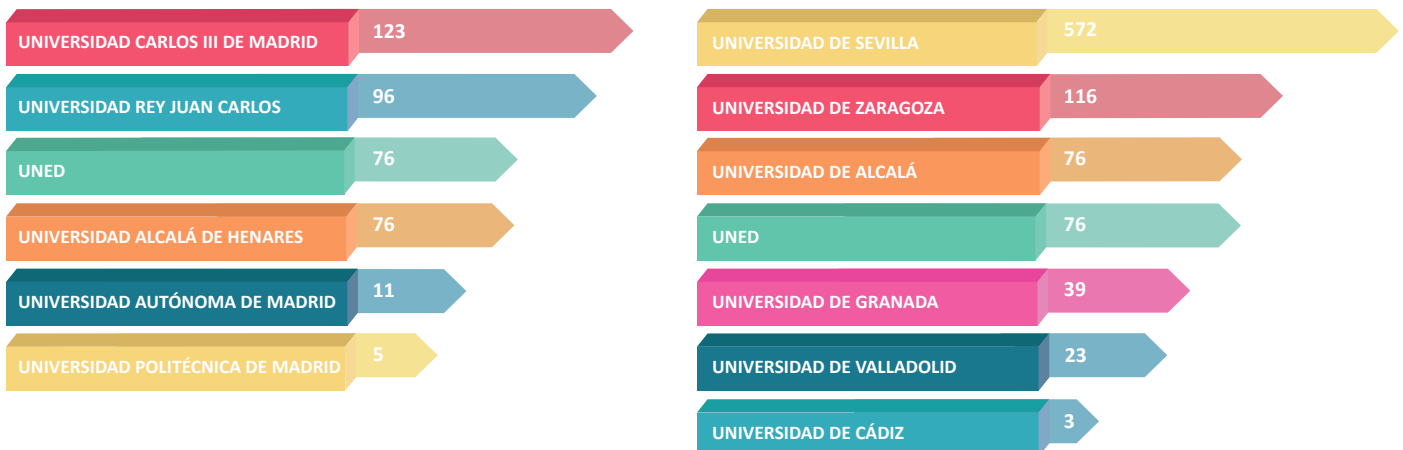 UNIVERSIDAD CARLOS III DE MADRID 123
UNIVERSIDAD REY JUAN CARLOS 96
UNED 76
UNIVERSIDAD ALCALÁ DE HENARES 76
UNIVERSIDAD AUTÓNOMA DE MADRID 11
UNIVERSIDAD POLITÉCNICA DE MADRID 5
UNIVERSIDAD DE SEVILLA 572
UNIVERSIDAD DE ZARAGOZA 116
UNIVERSIDAD DE ALCALÁ 76
UNED 76
UNIVERSIDAD DE GRANADA 39
UNIVERSIDAD DE VALLADOLID 23
UNIVERSIDAD DE CÁDIZ 3